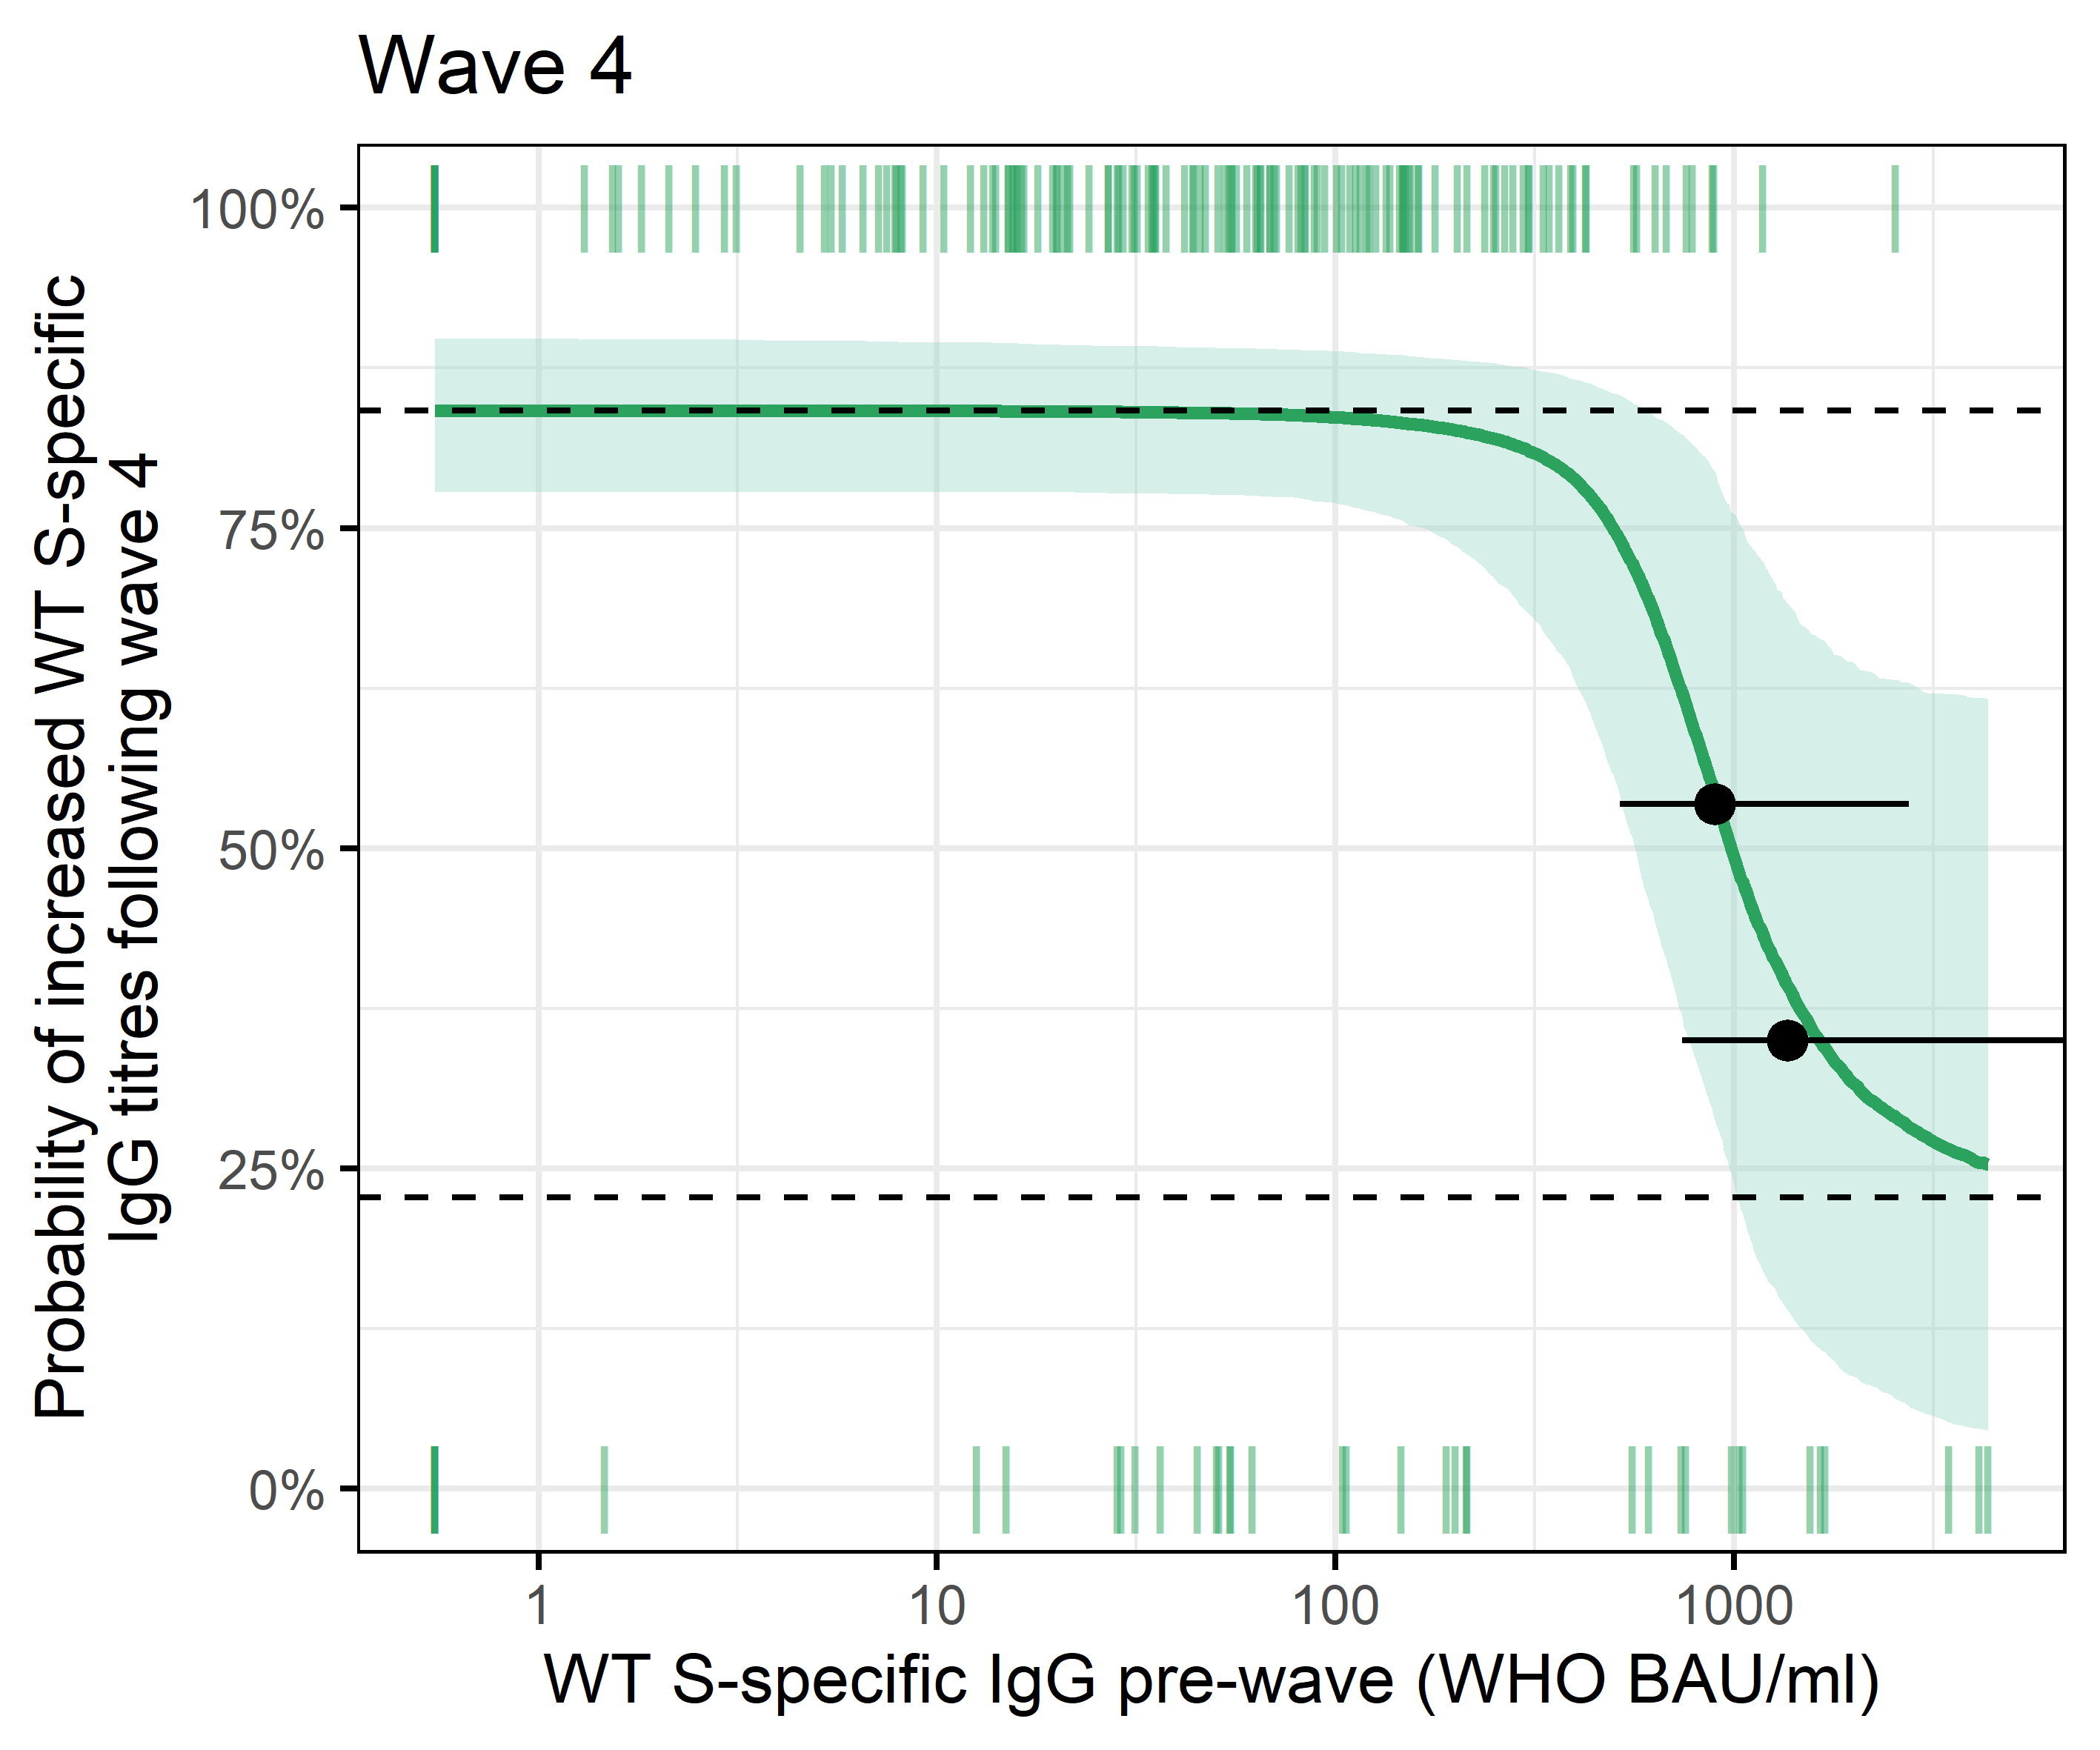 Wave 4
Probability of increased WT S-specific
IgG titres following wave 4
100%
75%
50%
25%
0%
1
10
100
1000
WT S-specific IgG pre-wave (WHO BAU/ml)